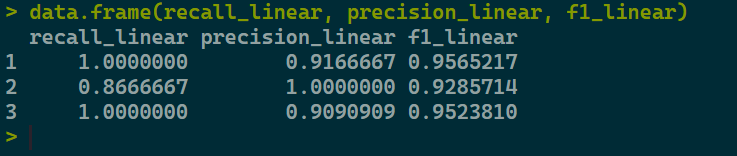 > data.frame(recall_linear, precision_linear, f1_linear)
recall_linear precision_linear f1_linear
1 1.0000000 0.9166667 0.9565217
2 0.8666667 1.0000000 0.9285714
3 1.0000000 0.9090909 0.9523810
>